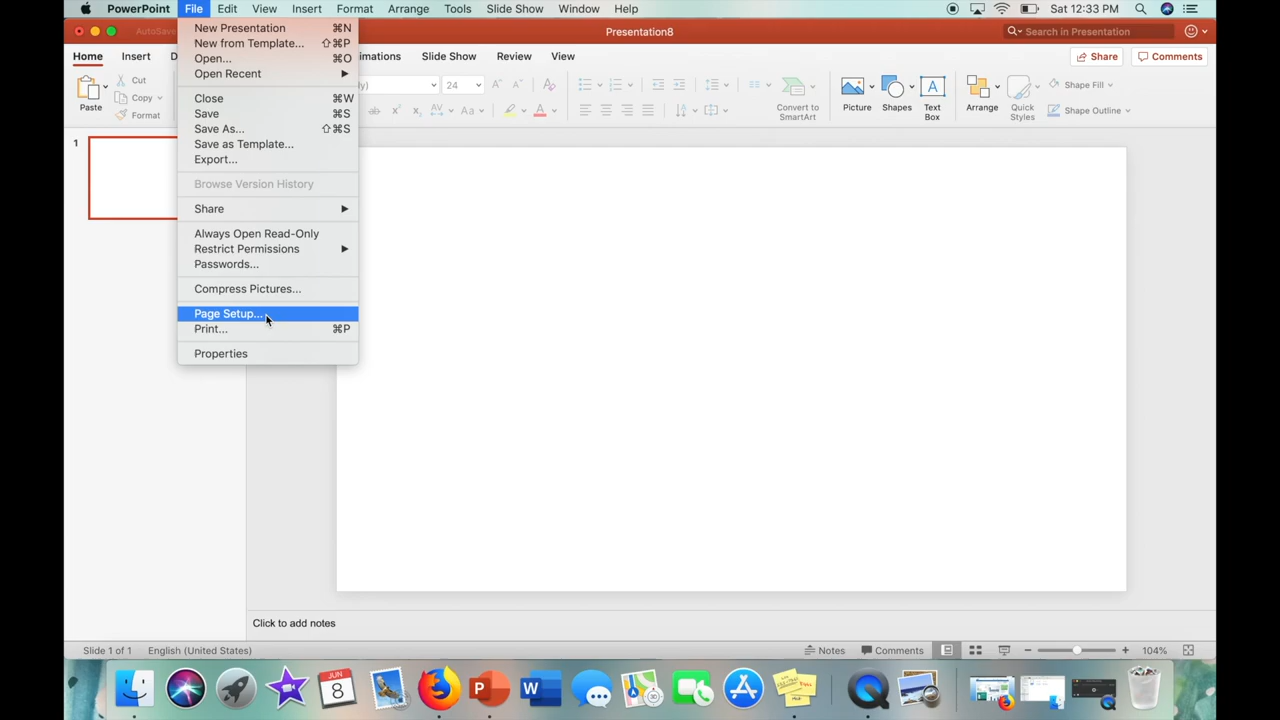 PowerPoint File Edit View Insert Format Arrange Tools Slide Show Window Help Sat 12:33 PM
AutoSave Presentation8 Search in Presentation
Home Insert D imations Slide Show Review View Share Comments
New Presentation ⌘N
New from Template... ⇧⌘P
Open... ⌘O
Open Recent
Close ⌘W
Save ⌘S
Save As... ⇧⌘S
Save as Template...
Export...
Browse Version History
Share
Always Open Read-Only
Restrict Permissions
Passwords...
Compress Pictures...
Page Setup...
Print... ⌘P
Properties
Paste
Cut
Copy
Format
24
Convert to
SmartArt
Picture
Shapes
Text
Box
Arrange
Quick
Styles
Shape Fill
Shape Outline
1
Click to add notes
Slide 1 of 1 English (United States) Notes Comments 104%
JUN
8